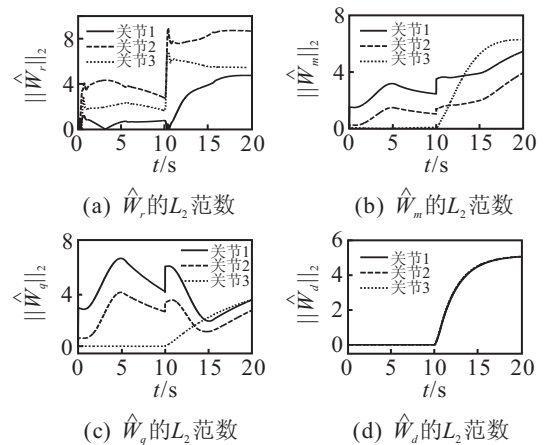 ||Ŵr||2
8
4
0
关节1
关节2
关节3
0 5 10 15 20
t/s
(a) Ŵr的L2范数
||Ŵm||2
8
4
0
关节1
关节2
关节3
0 5 10 15 20
t/s
(b) Ŵm的L2范数
||Ŵq||2
8
4
0
关节1
关节2
关节3
0 5 10 15 20
t/s
(c) Ŵq的L2范数
||Ŵd||2
6
4
2
0
关节1
关节2
关节3
0 5 10 15 20
t/s
(d) Ŵd的L2范数